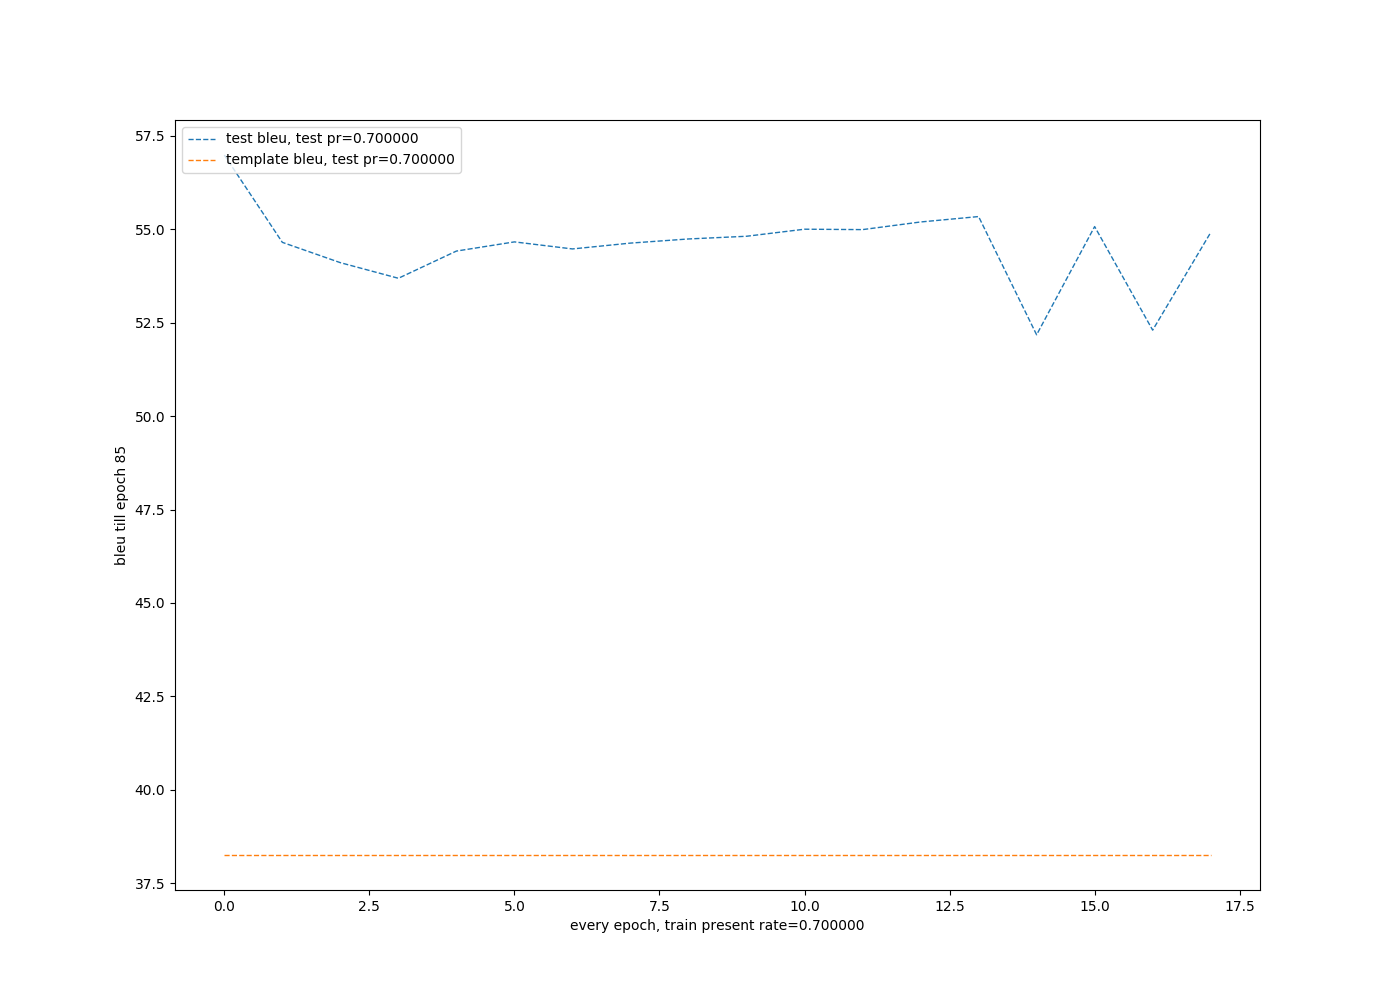 test bleu, test pr=0.700000
template bleu, test pr=0.700000
57.5
55.0
52.5
50.0
47.5
45.0
42.5
40.0
37.5
bleu till epoch 85
0.0 2.5 5.0 7.5 10.0 12.5 15.0 17.5
every epoch, train present rate=0.700000